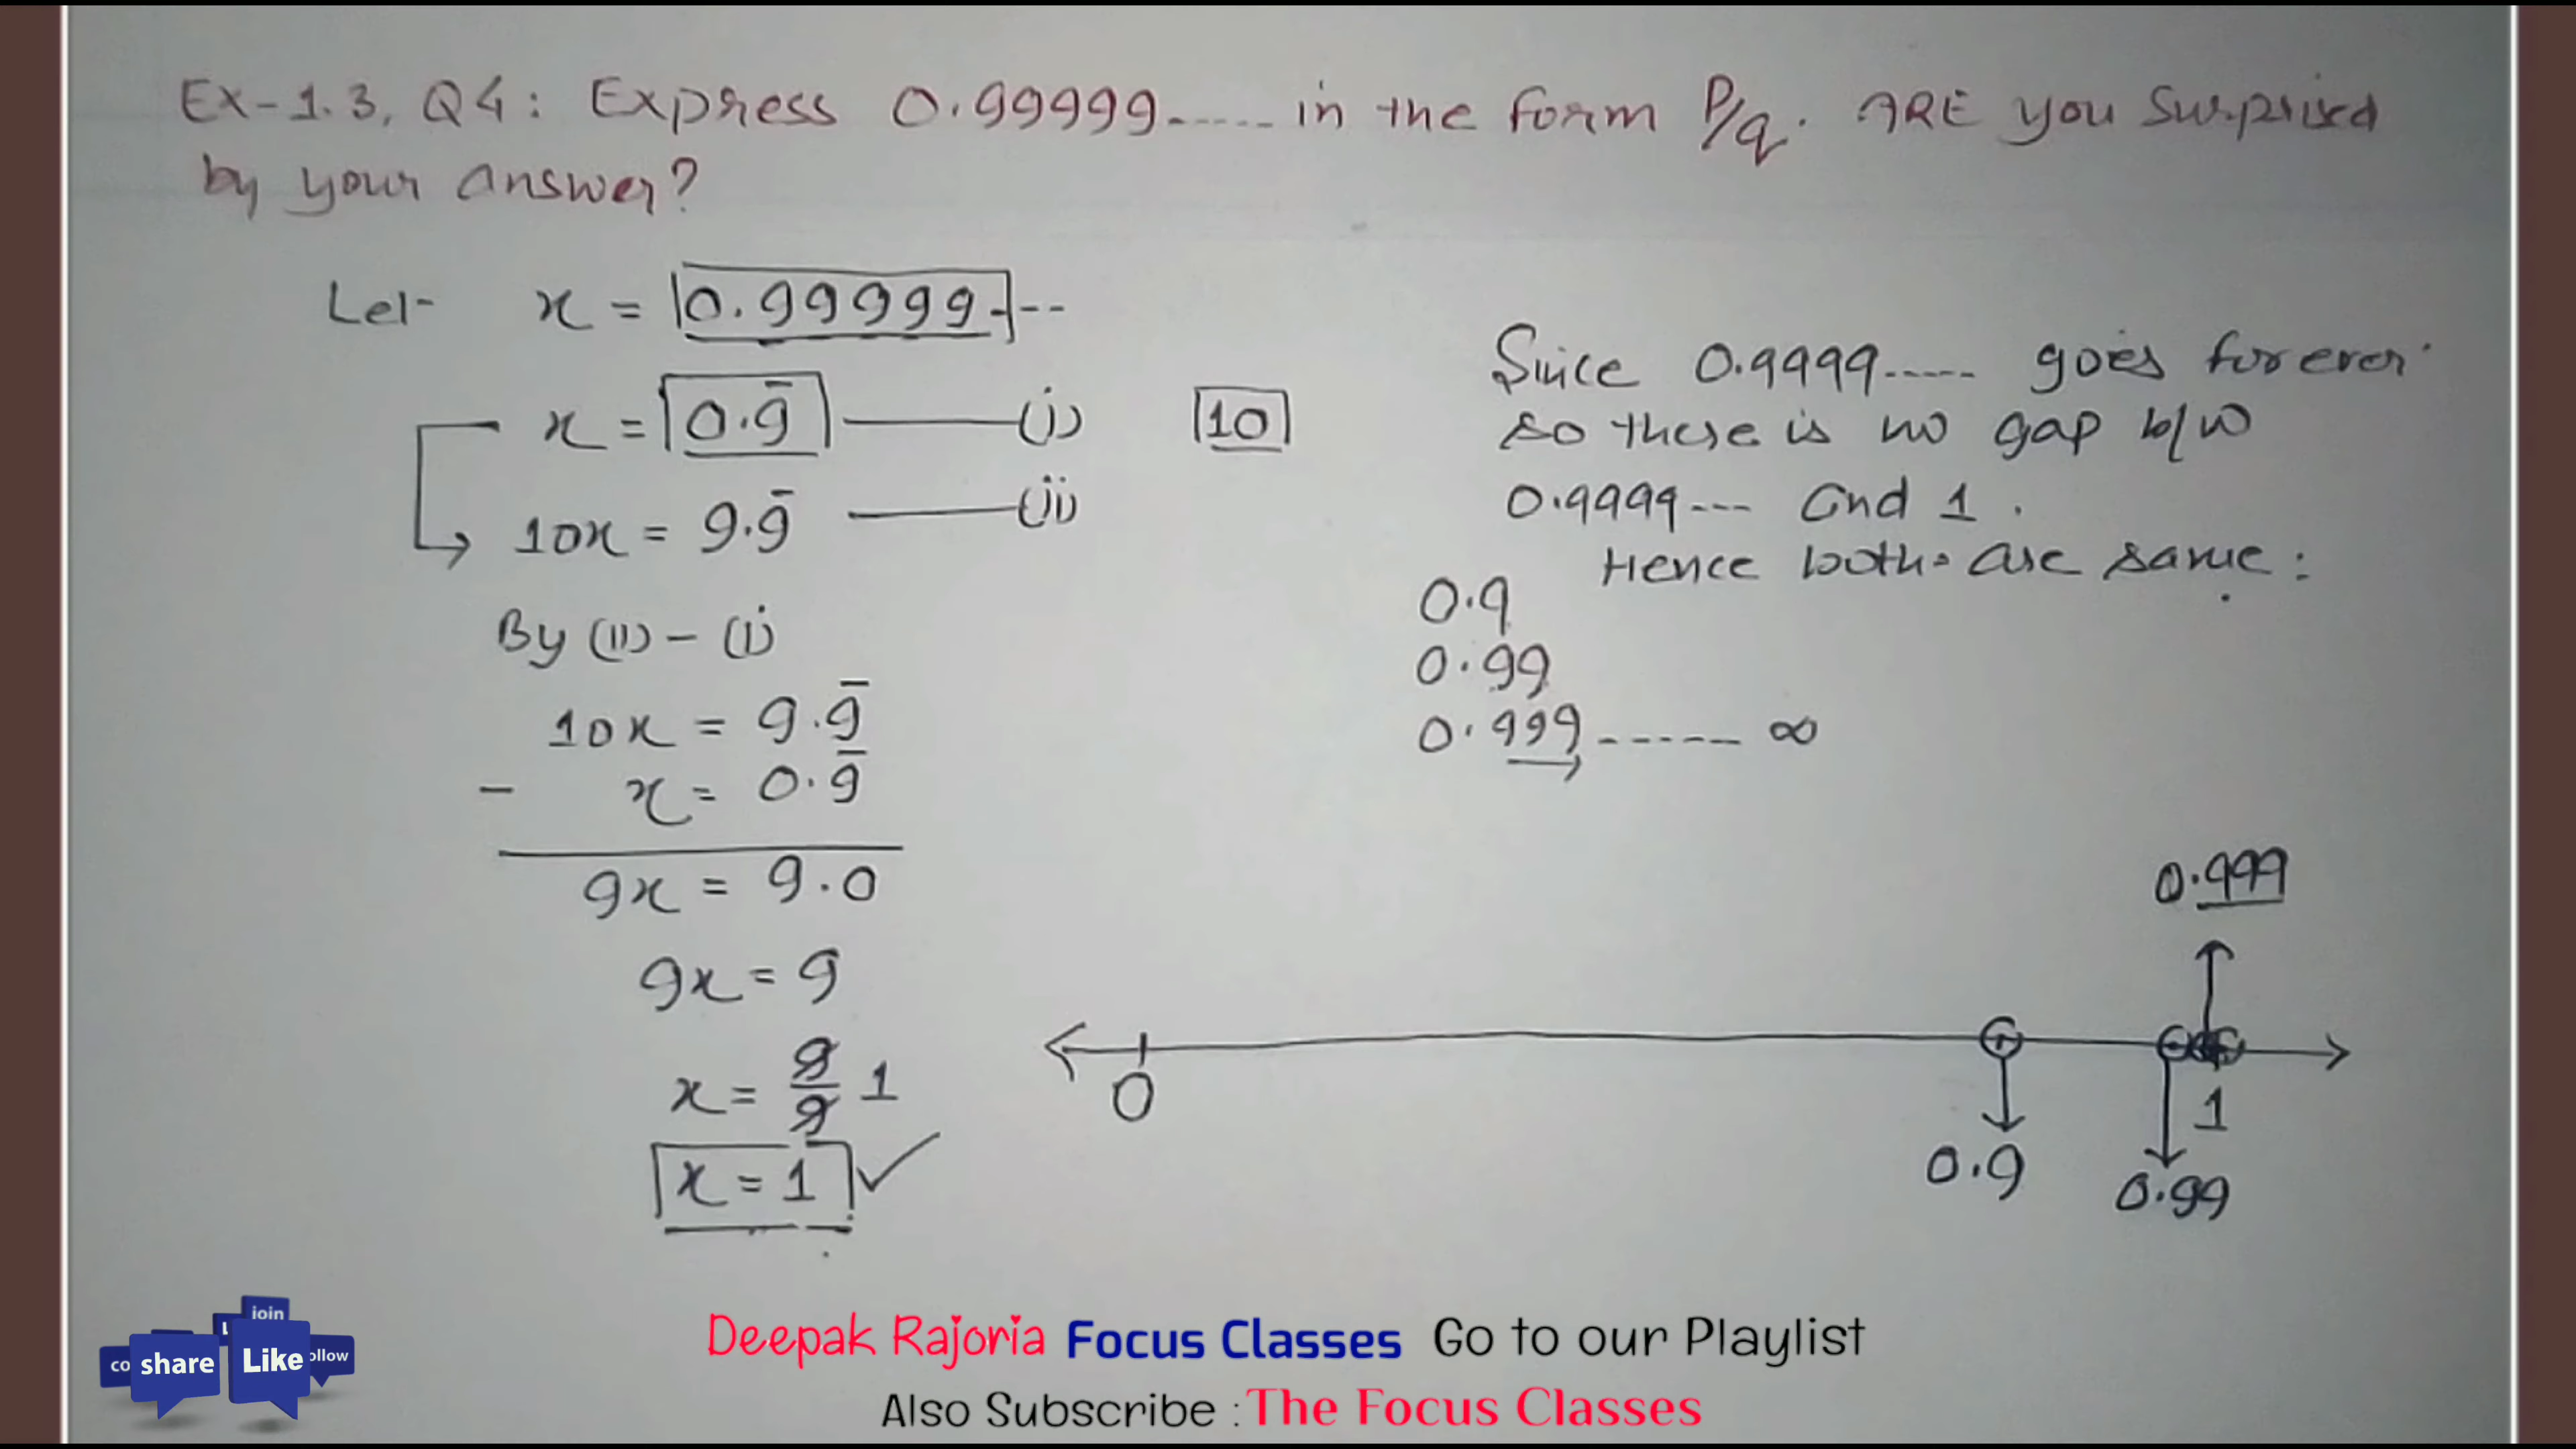 Ex-1.3, Q4: Express 0.99999...... in the form P/q. ARE you surprised
by your answer?
Let x = 0.99999---
x = 0.9̅ ——— (i)
10
10x = 9.9̅ ——— (ii)
By (ii) - (i)
10x = 9.9̅
- x = 0.9̅
9x = 9.0
9x = 9
x = 9/9 1
x = 1 ✓
Since 0.9999..... goes forever
so there is no gap b/w
0.9999--- and 1.
Hence both are same:
0.9
0.99
0.999------ ∞
0.999
0
1
0.9
0.99
join
L
co share Like ollow
Deepak Rajoria Focus Classes Go to our Playlist
Also Subscribe : The Focus Classes